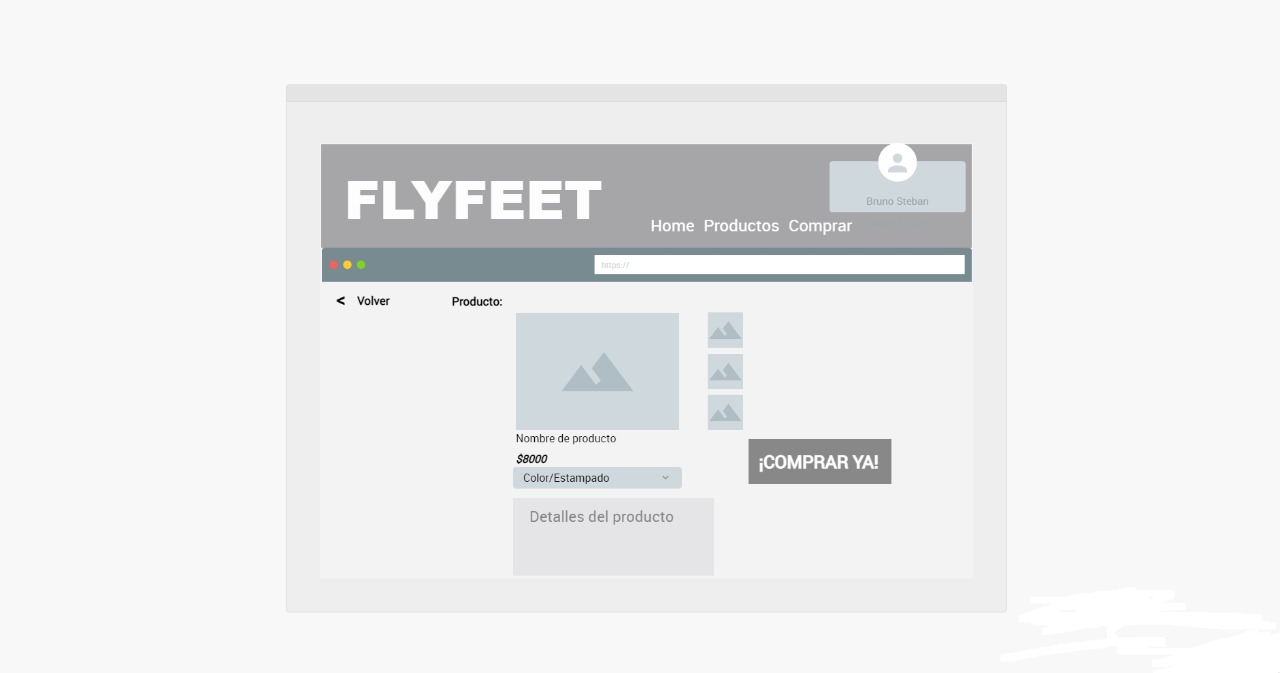 FLYFEET
Bruno Steban
Home Productos Comprar
https://
< Volver
Producto:
Nombre de producto
$8000
Color/Estampado
¡COMPRAR YA!
Detalles del producto